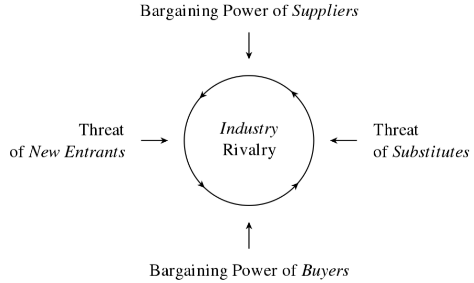 Bargaining Power of Suppliers
Threat
of New Entrants
Industry
Rivalry
Threat
of Substitutes
Bargaining Power of Buyers